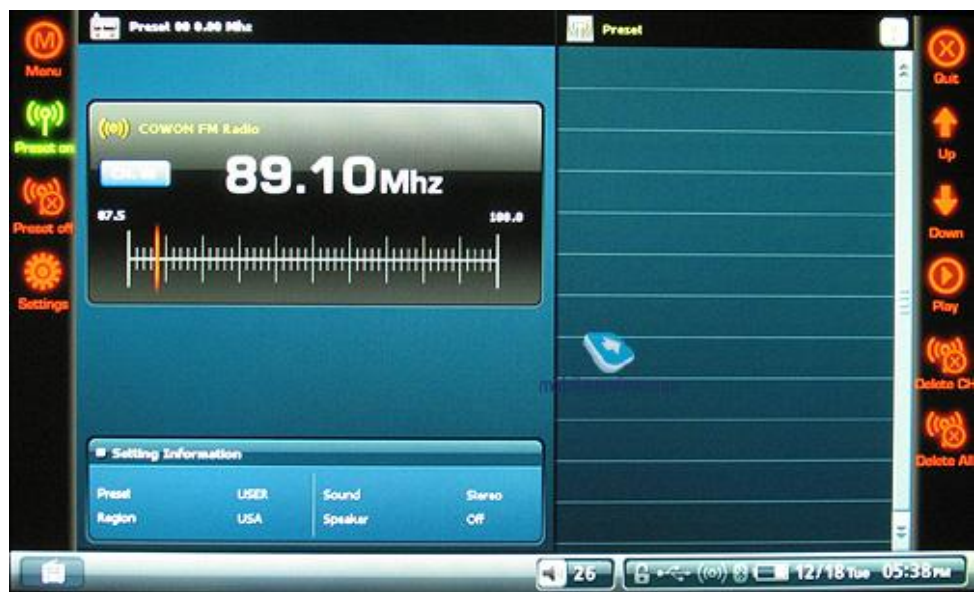 Menu
Preset on
Preset off
Settings
Preset 00 0.00 Mhz
COWON FM Radio
89.10Mhz
87.5
108.0
Setting Information
Preset USER Sound Stereo
Region USA Speaker Off
Preset
Quit
Up
Down
Play
Delete CH
Delete All
26
12/18 Tue 05:38PM